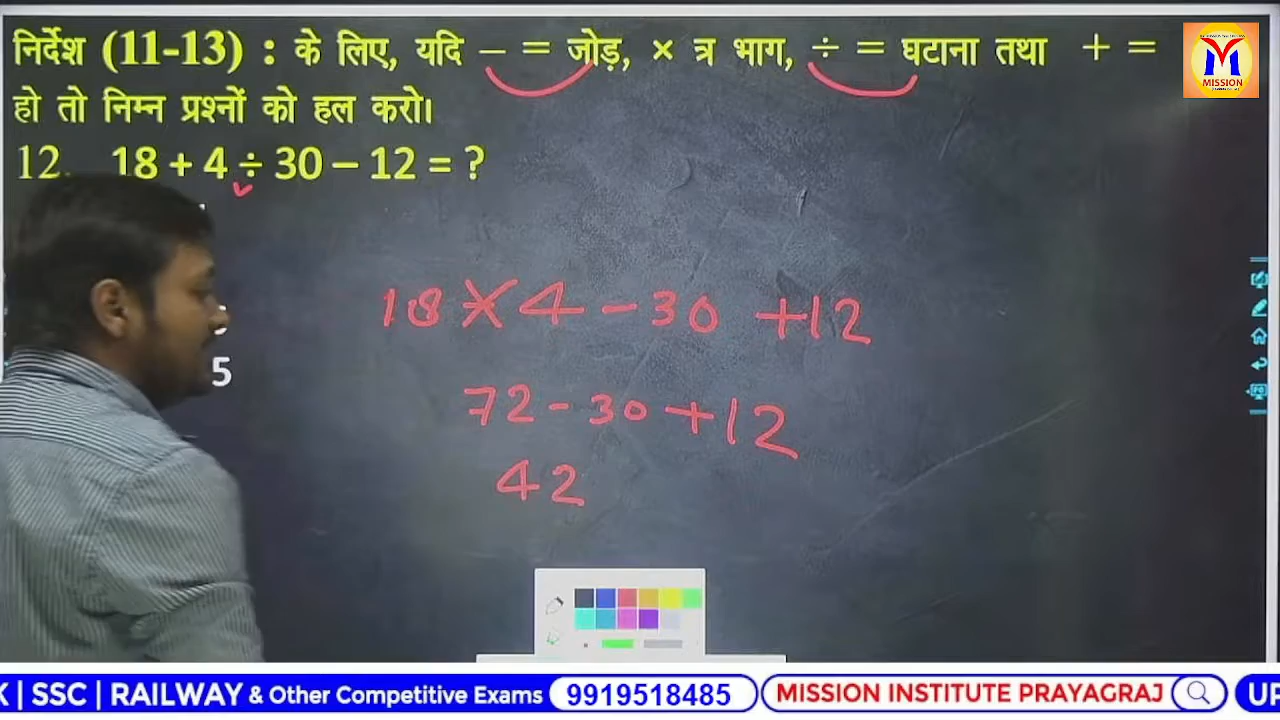 निर्देश (11-13) : के लिए, यदि – = जोड़, × त्र भाग, ÷ = घटाना तथा + =
हो तो निम्न प्रश्नों को हल करो।
12. 18 + 4 ÷ 30 – 12 = ?
5
18 × 4 - 30 + 12
72 - 30 + 12
42
MISSION
| SSC | RAILWAY & Other Competitive Exams 9919518485 MISSION INSTITUTE PRAYAGRAJ